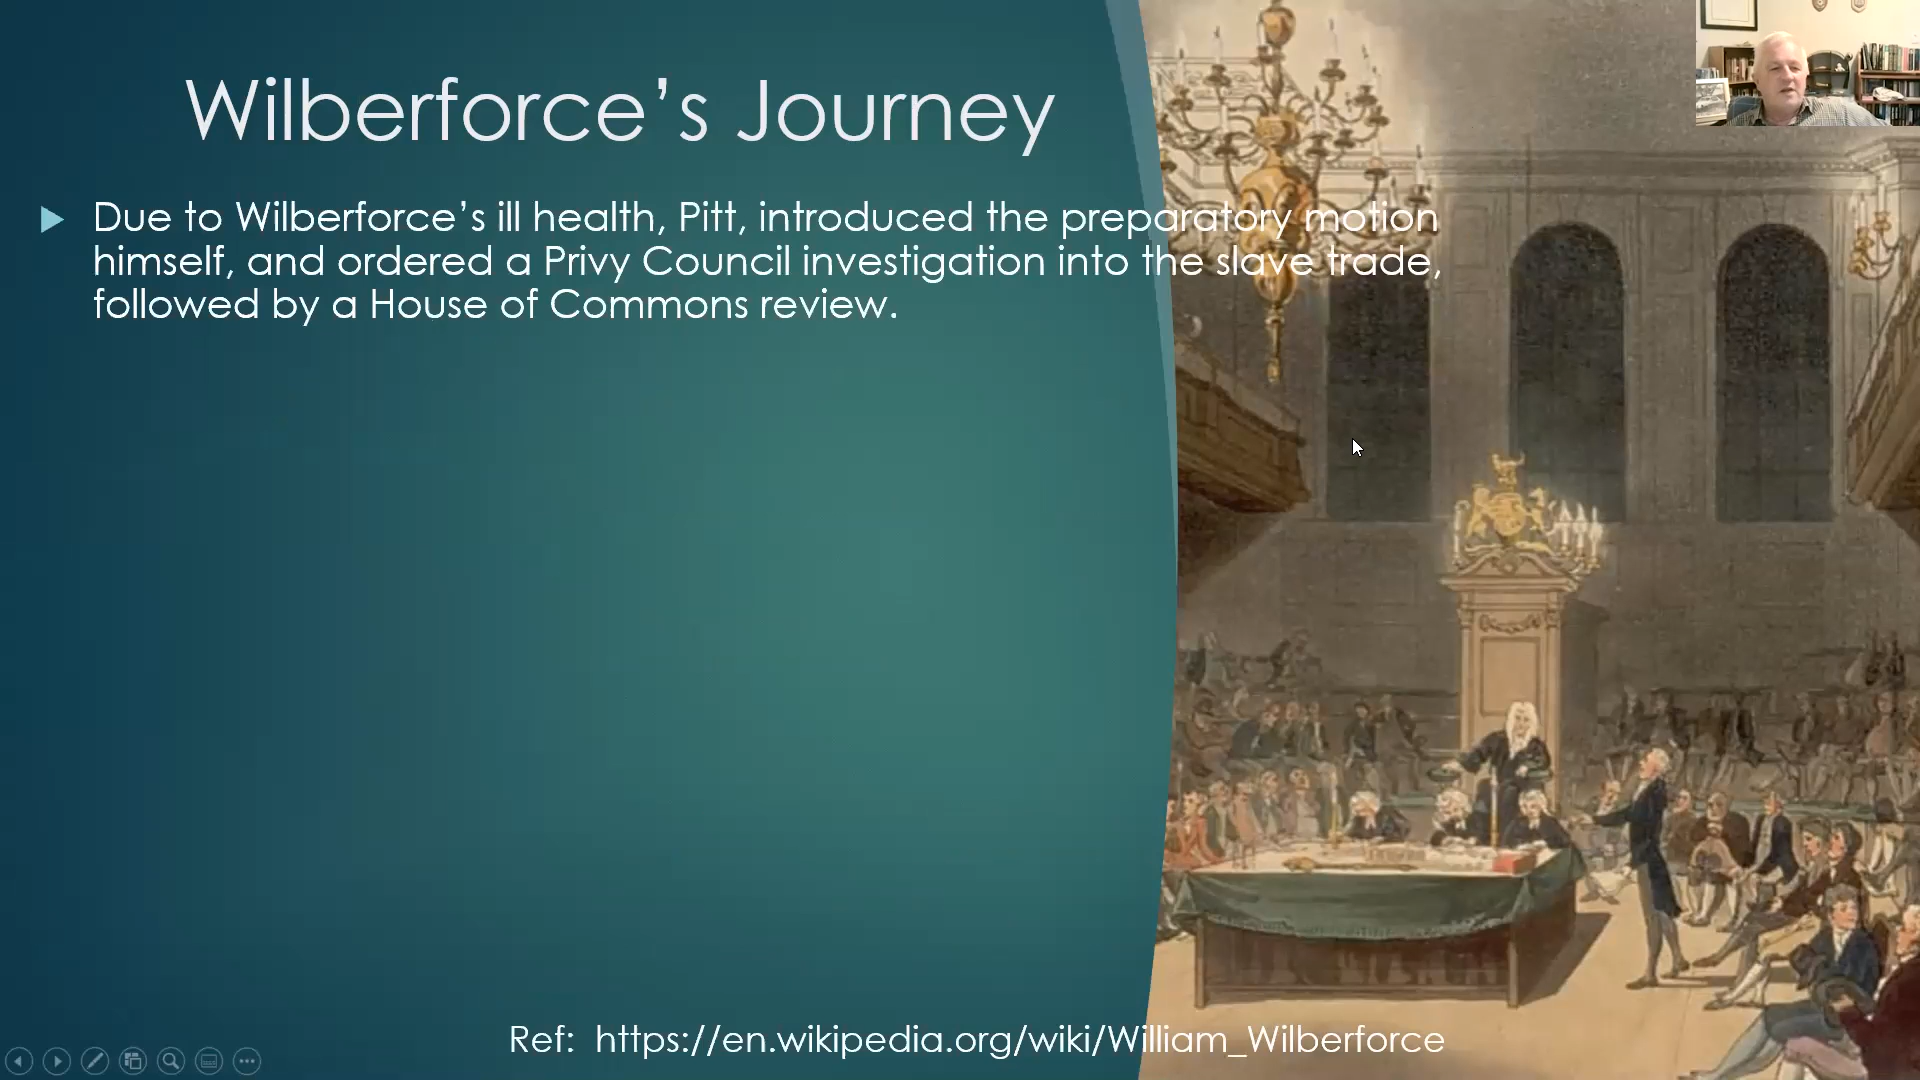 Wilberforce’s Journey
Due to Wilberforce’s ill health, Pitt, introduced the preparatory motion
himself, and ordered a Privy Council investigation into the slave trade,
followed by a House of Commons review.
Ref:  https://en.wikipedia.org/wiki/William_Wilberforce